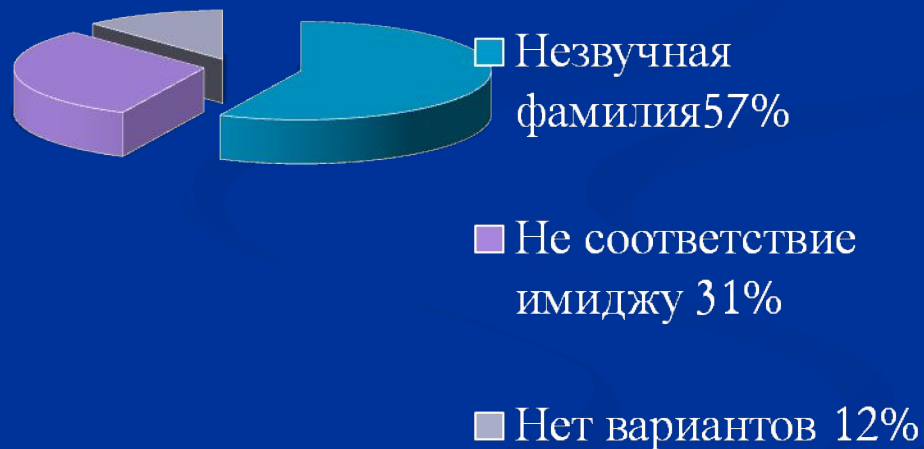 Незвучная
фамилия57%
Не соответствие
имиджу 31%
Нет вариантов 12%